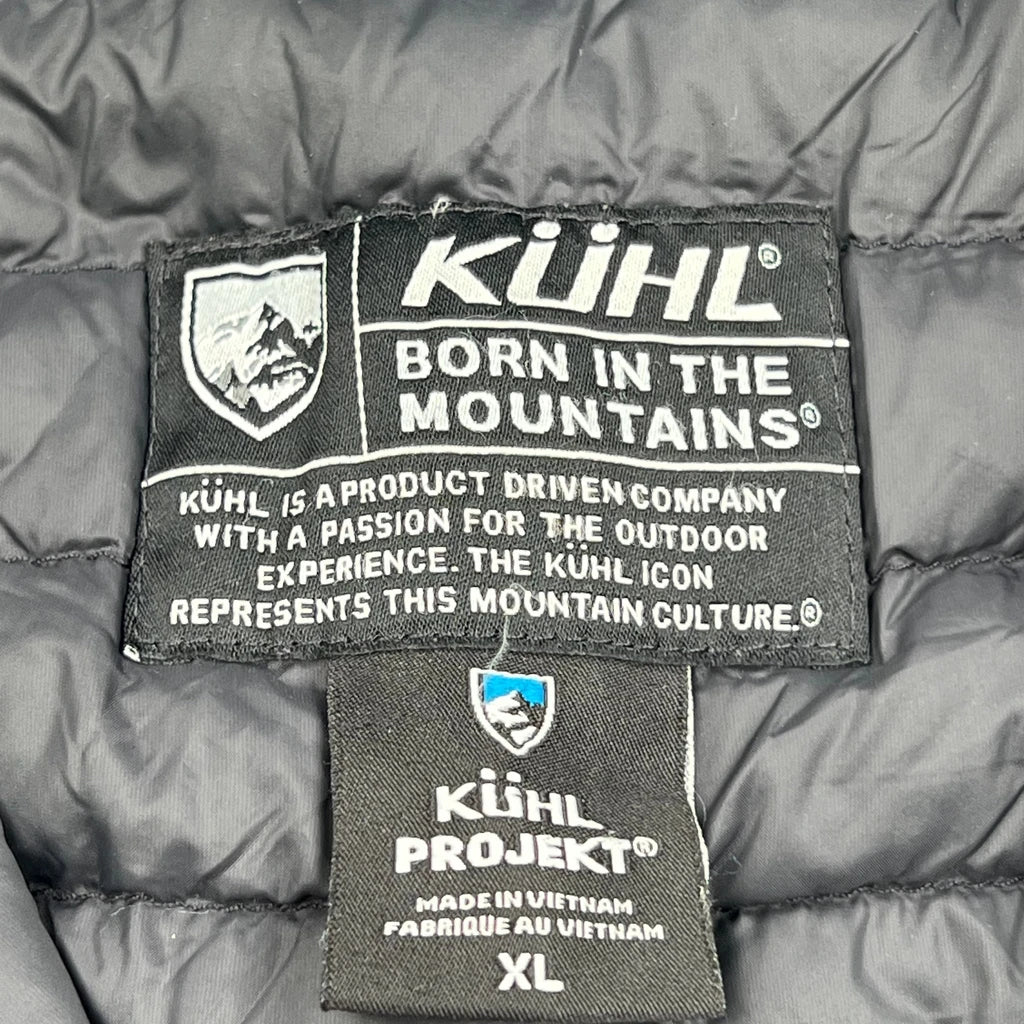 KÜHL®
BORN IN THE
MOUNTAINS®
KÜHL IS A PRODUCT DRIVEN COMPANY
WITH A PASSION FOR THE OUTDOOR
EXPERIENCE. THE KÜHL ICON
REPRESENTS THIS MOUNTAIN CULTURE.®
KÜHL
PROJEKT®
MADE IN VIETNAM
FABRIQUE AU VIETNAM
XL